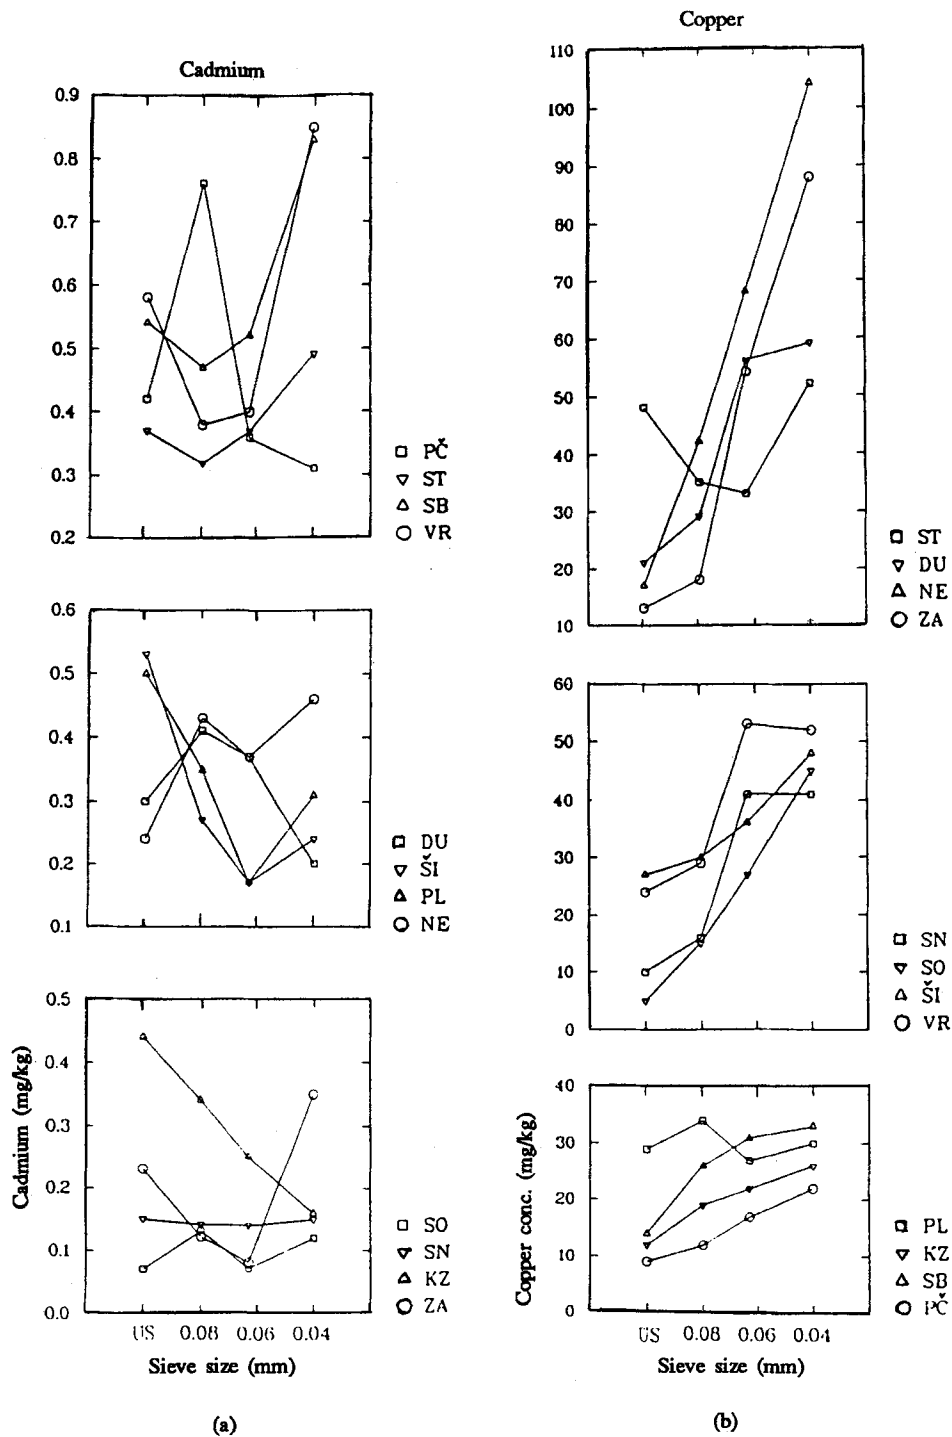 Cadmium
0.9
0.8
0.7
0.6
0.5
0.4
0.3
0.2
PČ
ST
SB
VR
0.6
0.5
0.4
0.3
0.2
0.1
DU
ŠI
PL
NE
Cadmium (mg/kg)
0.5
0.4
0.3
0.2
0.1
0.0
SO
SN
KZ
ZA
US 0.08 0.06 0.04
Sieve size (mm)
(a)
Copper
110
100
90
80
70
60
50
40
30
20
10
ST
DU
NE
ZA
60
50
40
30
20
10
0
SN
SO
ŠI
VR
Copper conc. (mg/kg)
40
30
20
10
0
PL
KZ
SB
PČ
US 0.08 0.06 0.04
Sieve size (mm)
(b)